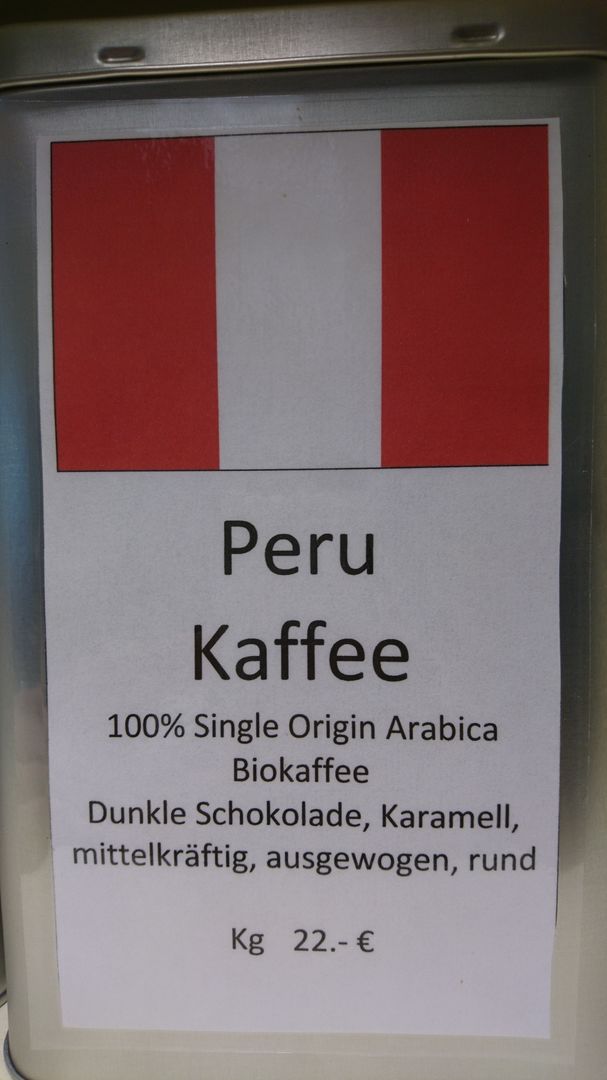 Peru
Kaffee
100% Single Origin Arabica
Biokaffee
Dunkle Schokolade, Karamell,
mittelkräftig, ausgewogen, rund
Kg 22.- €